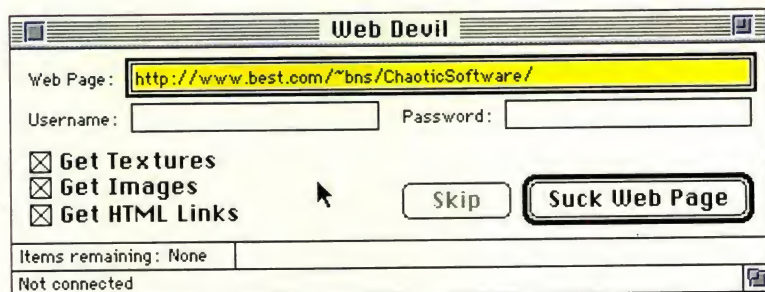 Web Devil
Web Page: http://www.best.com/~bns/ChaoticSoftware/
Username: Password:
Get Textures
Get Images
Get HTML Links
Skip Suck Web Page
Items remaining: None
Not connected